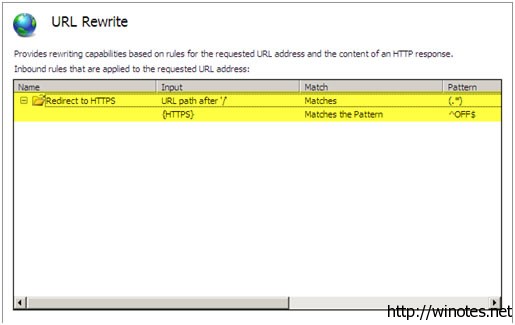 URL Rewrite
Provides rewriting capabilities based on rules for the requested URL address and the content of an HTTP response.
Inbound rules that are applied to the requested URL address:
Name Input Match Pattern
Redirect to HTTPS URL path after '/' Matches (.*)
{HTTPS} Matches the Pattern ^OFF$
http://winotes.net